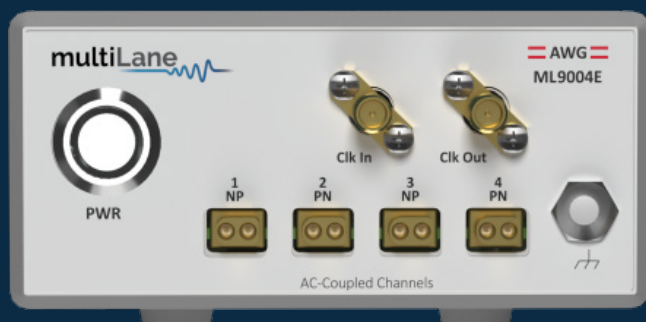 multiLane
AWG
ML9004E
Clk In
Clk Out
PWR
1
NP
2
PN
3
NP
4
PN
AC-Coupled Channels